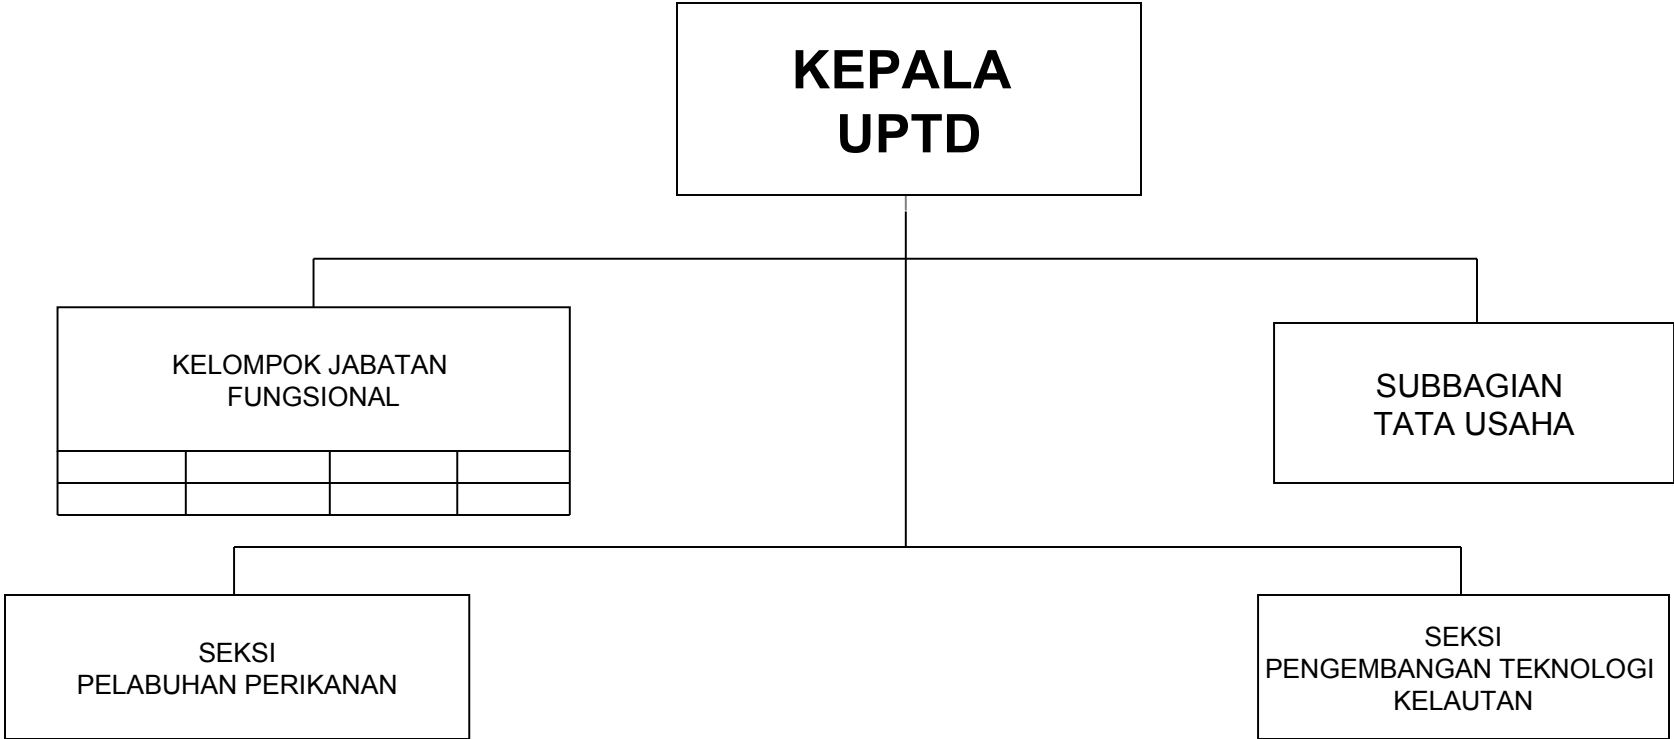 KEPALA
UPTD
KELOMPOK JABATAN
FUNGSIONAL
SUBBAGIAN
TATA USAHA
SEKSI
PELABUHAN PERIKANAN
SEKSI
PENGEMBANGAN TEKNOLOGI
KELAUTAN